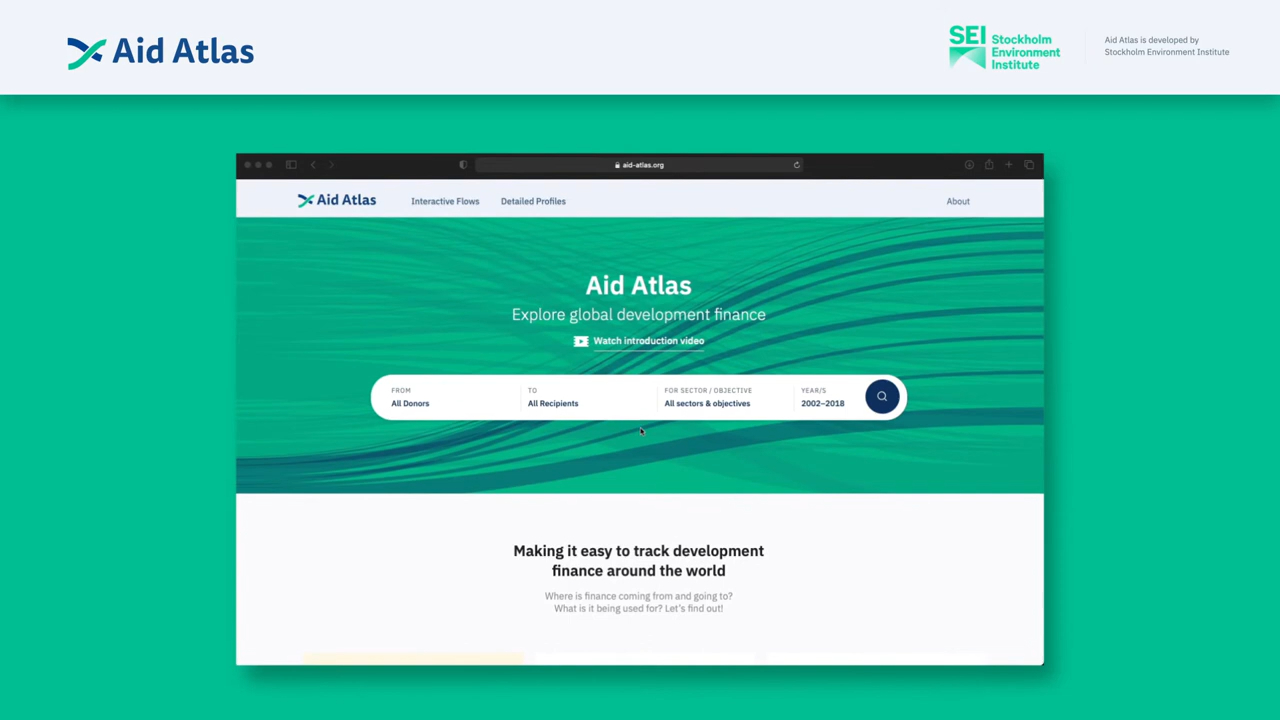 Aid Atlas
SEI Stockholm
Environment
Institute
Aid Atlas is developed by
Stockholm Environment Institute
aid-atlas.org
Aid Atlas
Interactive Flows
Detailed Profiles
About
Aid Atlas
Explore global development finance
Watch introduction video
FROM
All Donors
TO
All Recipients
FOR SECTOR / OBJECTIVE
All sectors & objectives
YEAR/S
2002–2018
Making it easy to track development
finance around the world
Where is finance coming from and going to?
What is it being used for? Let's find out!